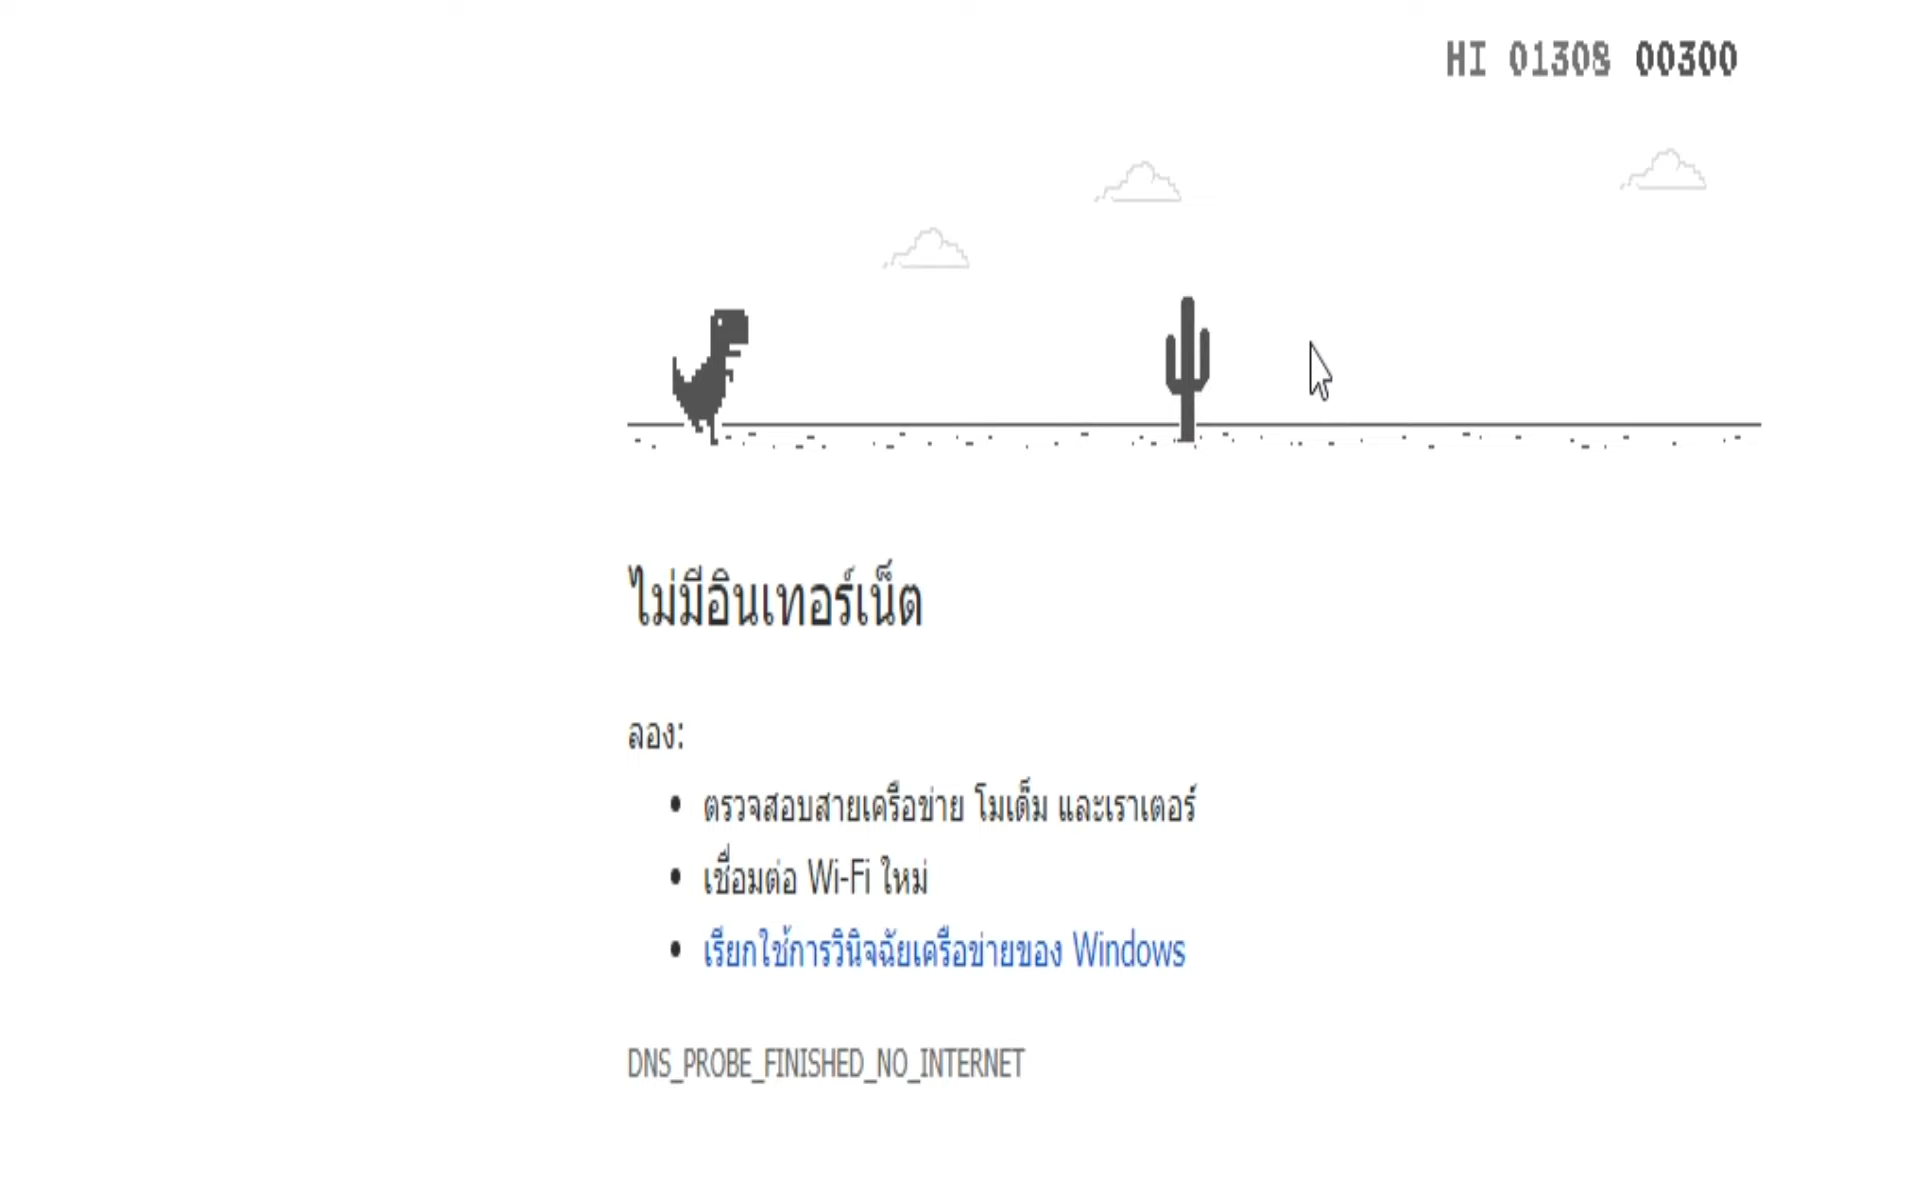 HI 01308 00300
ไม่มีอินเทอร์เน็ต
ลอง:
ตรวจสอบสายเครือข่าย โมเด็ม และเราเตอร์
เชื่อมต่อ Wi-Fi ใหม่
เรียกใช้การวินิจฉัยเครือข่ายของ Windows
DNS_PROBE_FINISHED_NO_INTERNET